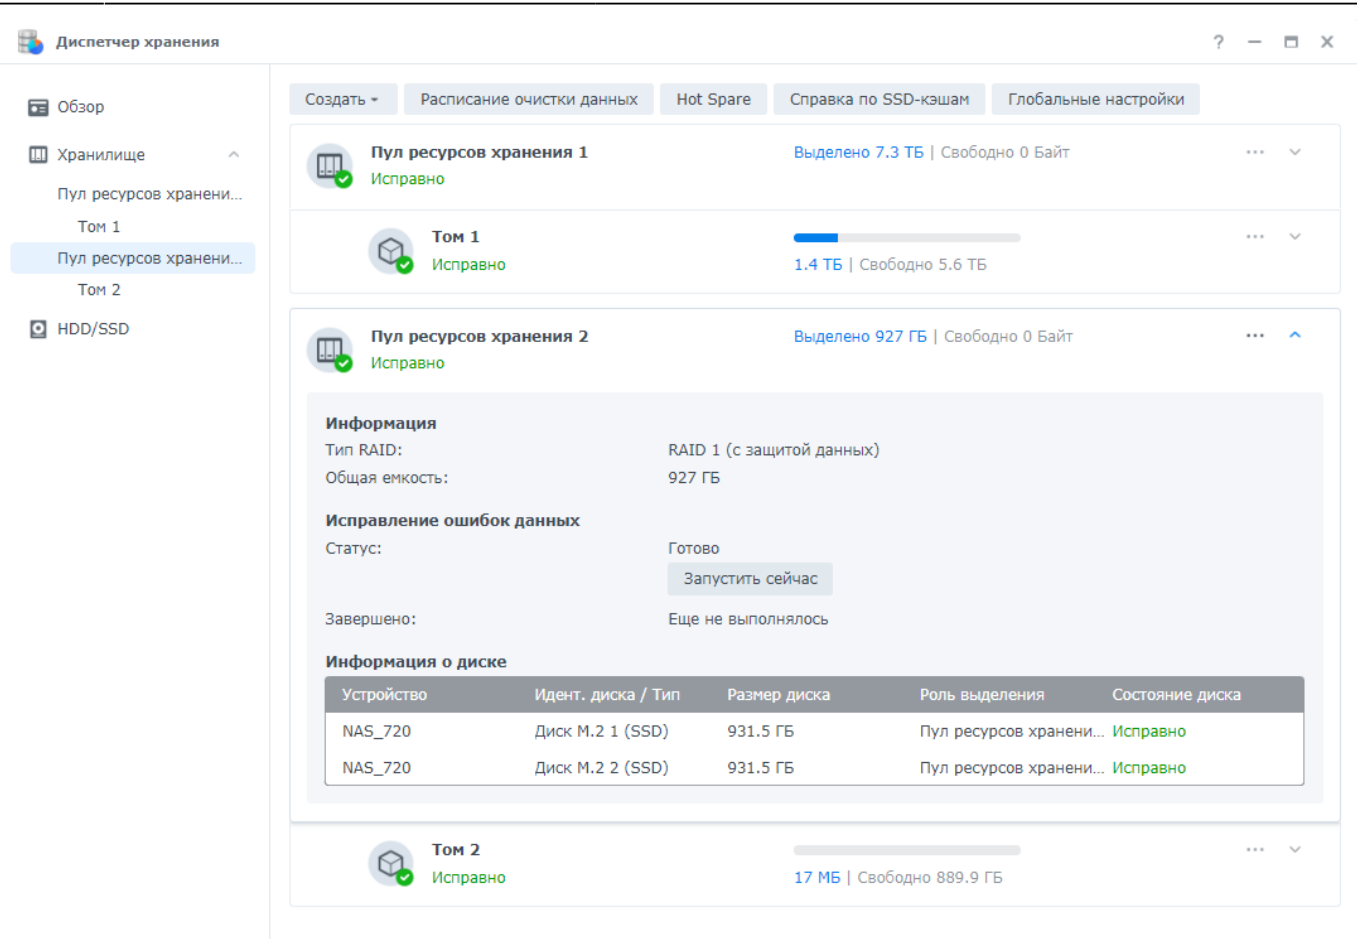 Диспетчер хранения
?
Обзор
Хранилище
Пул ресурсов хранени...
Том 1
Пул ресурсов хранени...
Том 2
HDD/SSD
Создать Расписание очистки данных Hot Spare Справка по SSD-кэшам Глобальные настройки
Пул ресурсов хранения 1 Выделено 7.3 ТБ | Свободно 0 Байт
Исправно
Том 1
Исправно 1.4 ТБ | Свободно 5.6 ТБ
Пул ресурсов хранения 2 Выделено 927 ГБ | Свободно 0 Байт
Исправно
Информация
Тип RAID: RAID 1 (с защитой данных)
Общая емкость: 927 ГБ
Исправление ошибок данных
Статус: Готово
Запустить сейчас
Завершено: Еще не выполнялось
Информация о диске
Устройство Идент. диска / Тип Размер диска Роль выделения Состояние диска
NAS_720 Диск M.2 1 (SSD) 931.5 ГБ Пул ресурсов хранени... Исправно
NAS_720 Диск M.2 2 (SSD) 931.5 ГБ Пул ресурсов хранени... Исправно
Том 2
Исправно 17 МБ | Свободно 889.9 ГБ